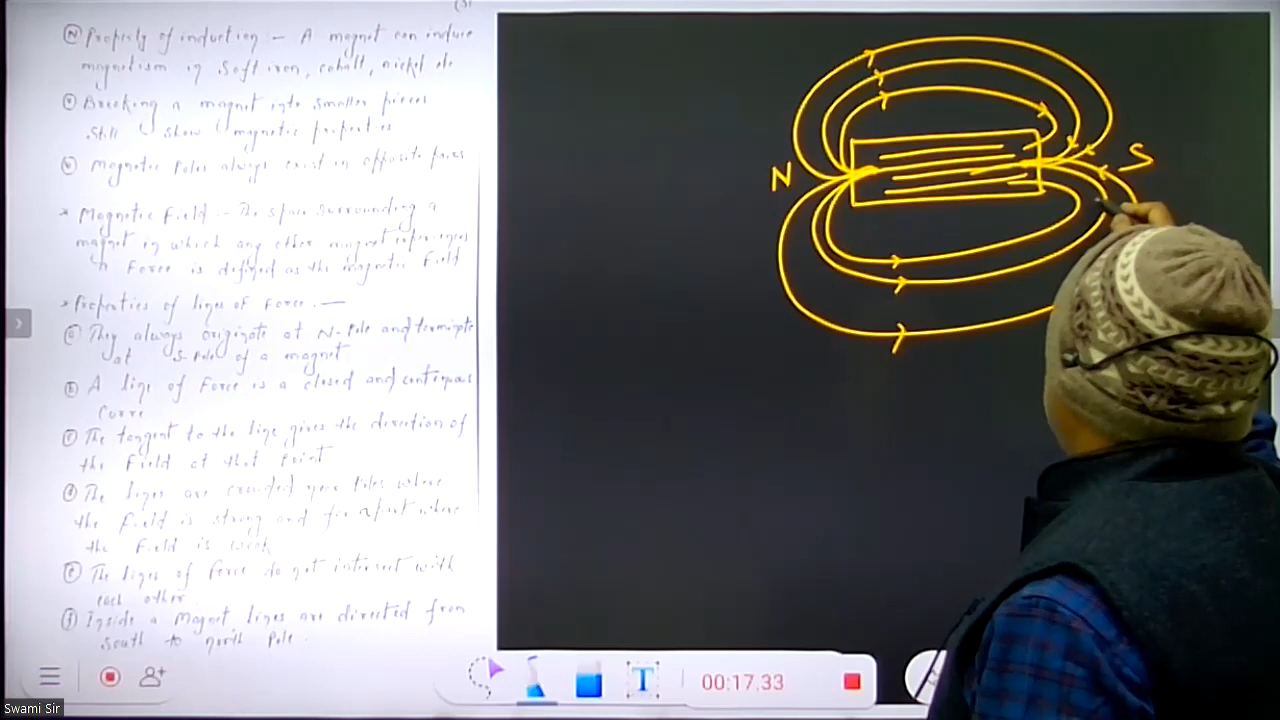 (3)
(iv) Property of induction - A magnet can induce
magnetism in soft iron, cobalt, nickel etc
(v) Breaking a magnet into smaller pieces
still show magnetic properties
(vi) Magnetic Poles always exist in opposite pairs
* Magnetic Field :- The space surrounding a
magnet in which any other magnet experiences
a Force is defined as the magnetic field
* Properties of lines of force. —
(a) They always originate at N-Pole and terminate
at S-Pole of a magnet
(b) A line of Force is a closed and continuous
Curve
(c) The tangent to the line gives the direction of
the field at that point
(d) The lines are crowded near Poles where
the field is strong and far apart where
the field is weak
(e) The lines of force do not intersect with
each other.
(f) Inside a magnet lines are directed from
South to north pole.
N
S
T
00:17.33
Swami Sir